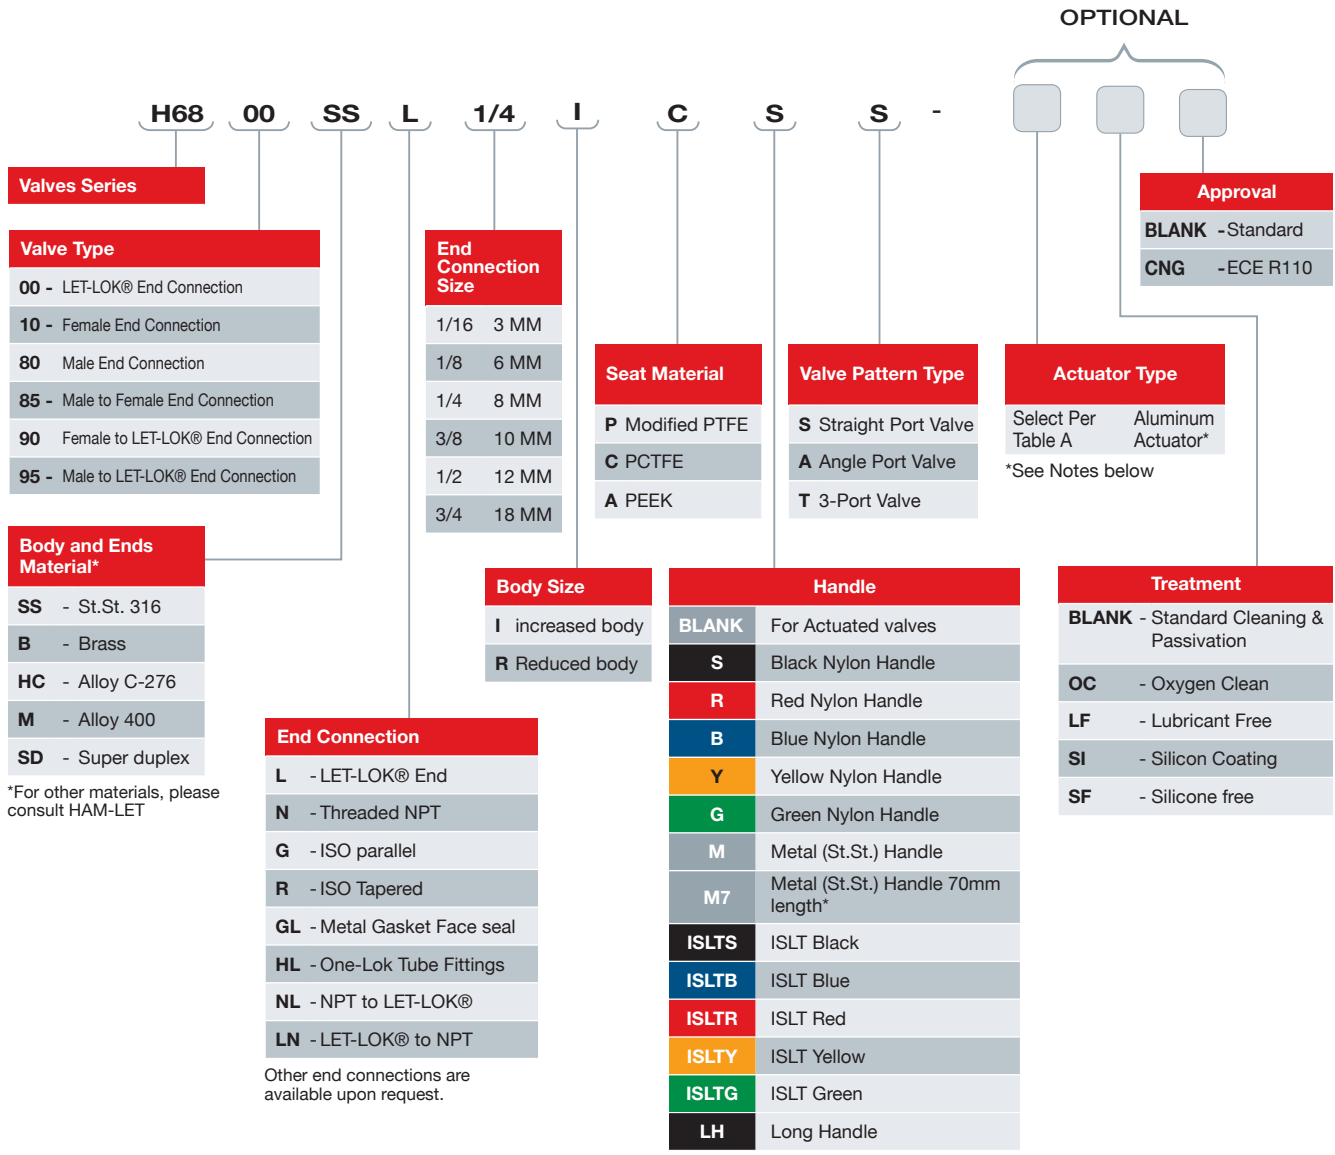 OPTIONAL
H68 00 SS L 1/4 I C S S -
Valves Series
Valve Type
00 - LET-LOK® End Connection
10 - Female End Connection
80 Male End Connection
85 - Male to Female End Connection
90 Female to LET-LOK® End Connection
95 - Male to LET-LOK® End Connection
Body and Ends
Material*
SS - St.St. 316
B - Brass
HC - Alloy C-276
M - Alloy 400
SD - Super duplex
*For other materials, please
consult HAM-LET
End Connection
L - LET-LOK® End
N - Threaded NPT
G - ISO parallel
R - ISO Tapered
GL - Metal Gasket Face seal
HL - One-Lok Tube Fittings
NL - NPT to LET-LOK®
LN - LET-LOK® to NPT
Other end connections are
available upon request.
End
Connection
Size
1/16 3 MM
1/8 6 MM
1/4 8 MM
3/8 10 MM
1/2 12 MM
3/4 18 MM
Body Size
I increased body
R Reduced body
Seat Material
P Modified PTFE
C PCTFE
A PEEK
Handle
BLANK For Actuated valves
S Black Nylon Handle
R Red Nylon Handle
B Blue Nylon Handle
Y Yellow Nylon Handle
G Green Nylon Handle
M Metal (St.St.) Handle
M7 Metal (St.St.) Handle 70mm
length*
ISLTS ISLT Black
ISLTB ISLT Blue
ISLTR ISLT Red
ISLTY ISLT Yellow
ISLTG ISLT Green
LH Long Handle
Valve Pattern Type
S Straight Port Valve
A Angle Port Valve
T 3-Port Valve
Actuator Type
Select Per Aluminum
Table A Actuator*
*See Notes below
Treatment
BLANK - Standard Cleaning &
Passivation
OC - Oxygen Clean
LF - Lubricant Free
SI - Silicon Coating
SF - Silicone free
Approval
BLANK - Standard
CNG - ECE R110